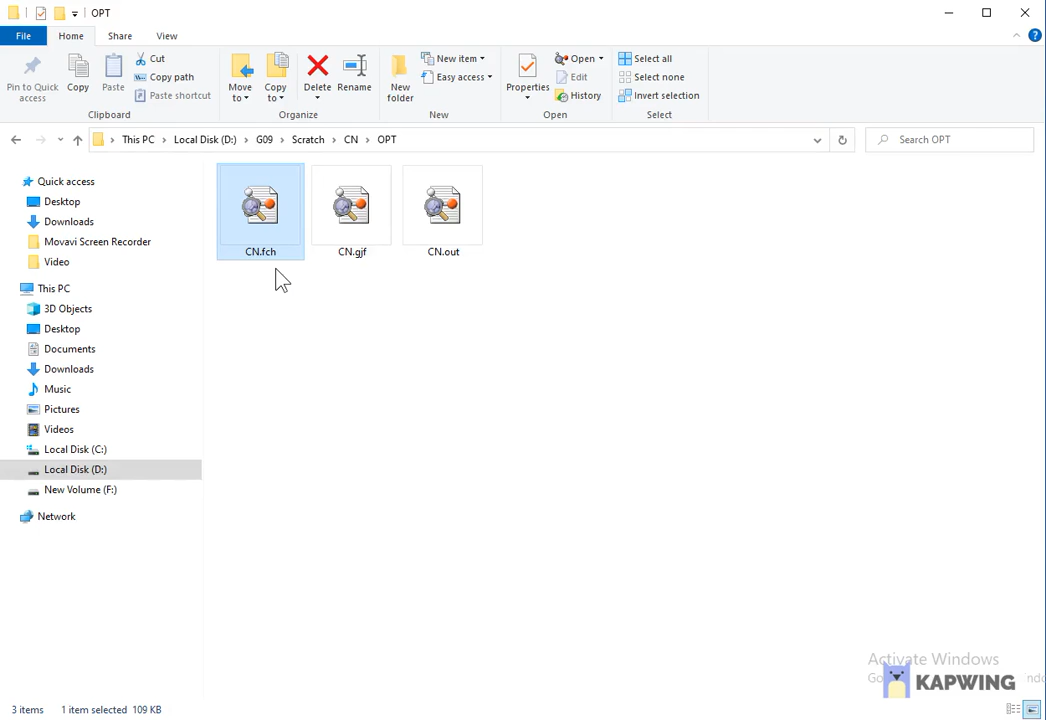 OPT
File Home Share View
Pin to Quick access
Copy
Paste
Cut
Copy path
Paste shortcut
Clipboard
Move to
Copy to
Delete
Rename
Organize
New folder
New item
Easy access
New
Properties
Open
Edit
History
Open
Select all
Select none
Invert selection
Select
This PC Local Disk (D:) G09 Scratch CN OPT
Search OPT
Quick access
Desktop
Downloads
Movavi Screen Recorder
Video
This PC
3D Objects
Desktop
Documents
Downloads
Music
Pictures
Videos
Local Disk (C:)
Local Disk (D:)
New Volume (F:)
Network
CN.fch
CN.gjf
CN.out
Activate Windows
KAPWING
3 items 1 item selected 109 KB